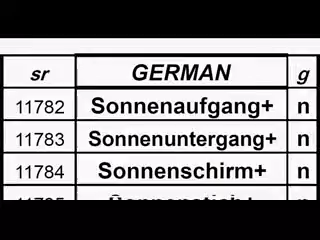 sr GERMAN g
11782 Sonnenaufgang+ n
11783 Sonnenuntergang+ n
11784 Sonnenschirm+ n